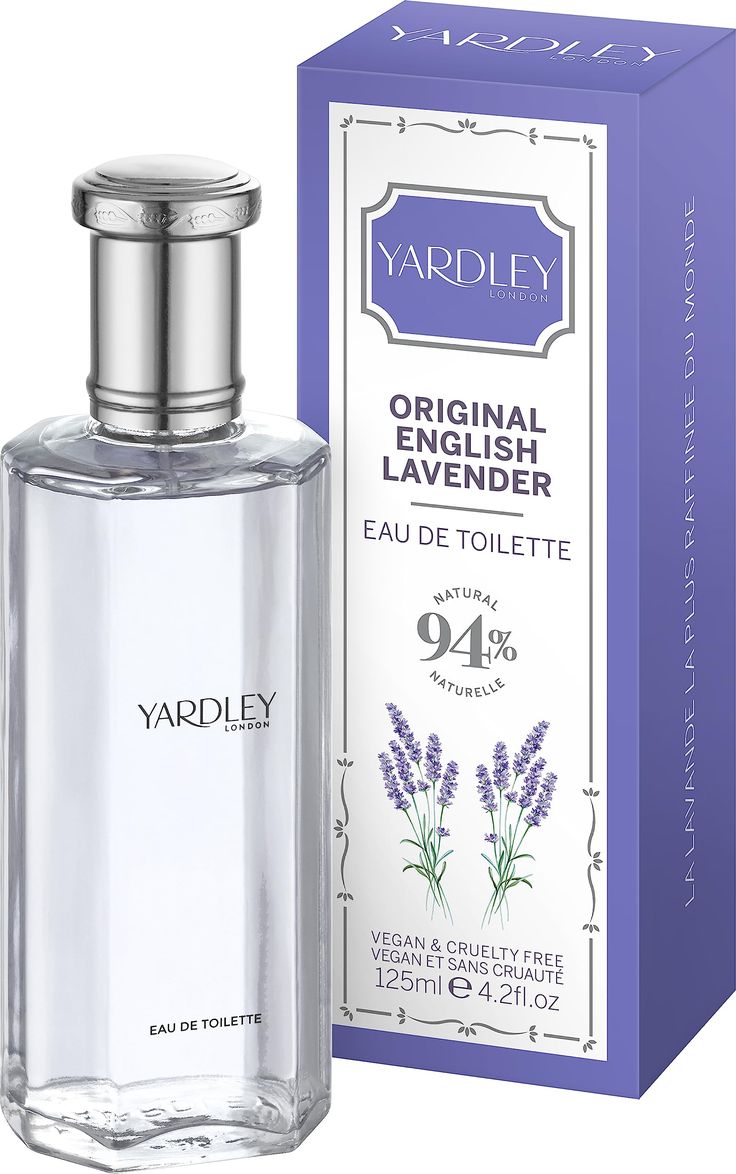 YARDLEY
LONDON
YARDLEY
LONDON
ORIGINAL
ENGLISH
LAVENDER
EAU DE TOILETTE
NATURAL
94%
NATURELLE
VEGAN & CRUELTY FREE
VEGAN ET SANS CRUAUTÉ
125ml e 4.2fl.oz
LA LAVANDE LA PLUS RAFFINEE DU MONDE
YARDLEY
LONDON
EAU DE TOILETTE